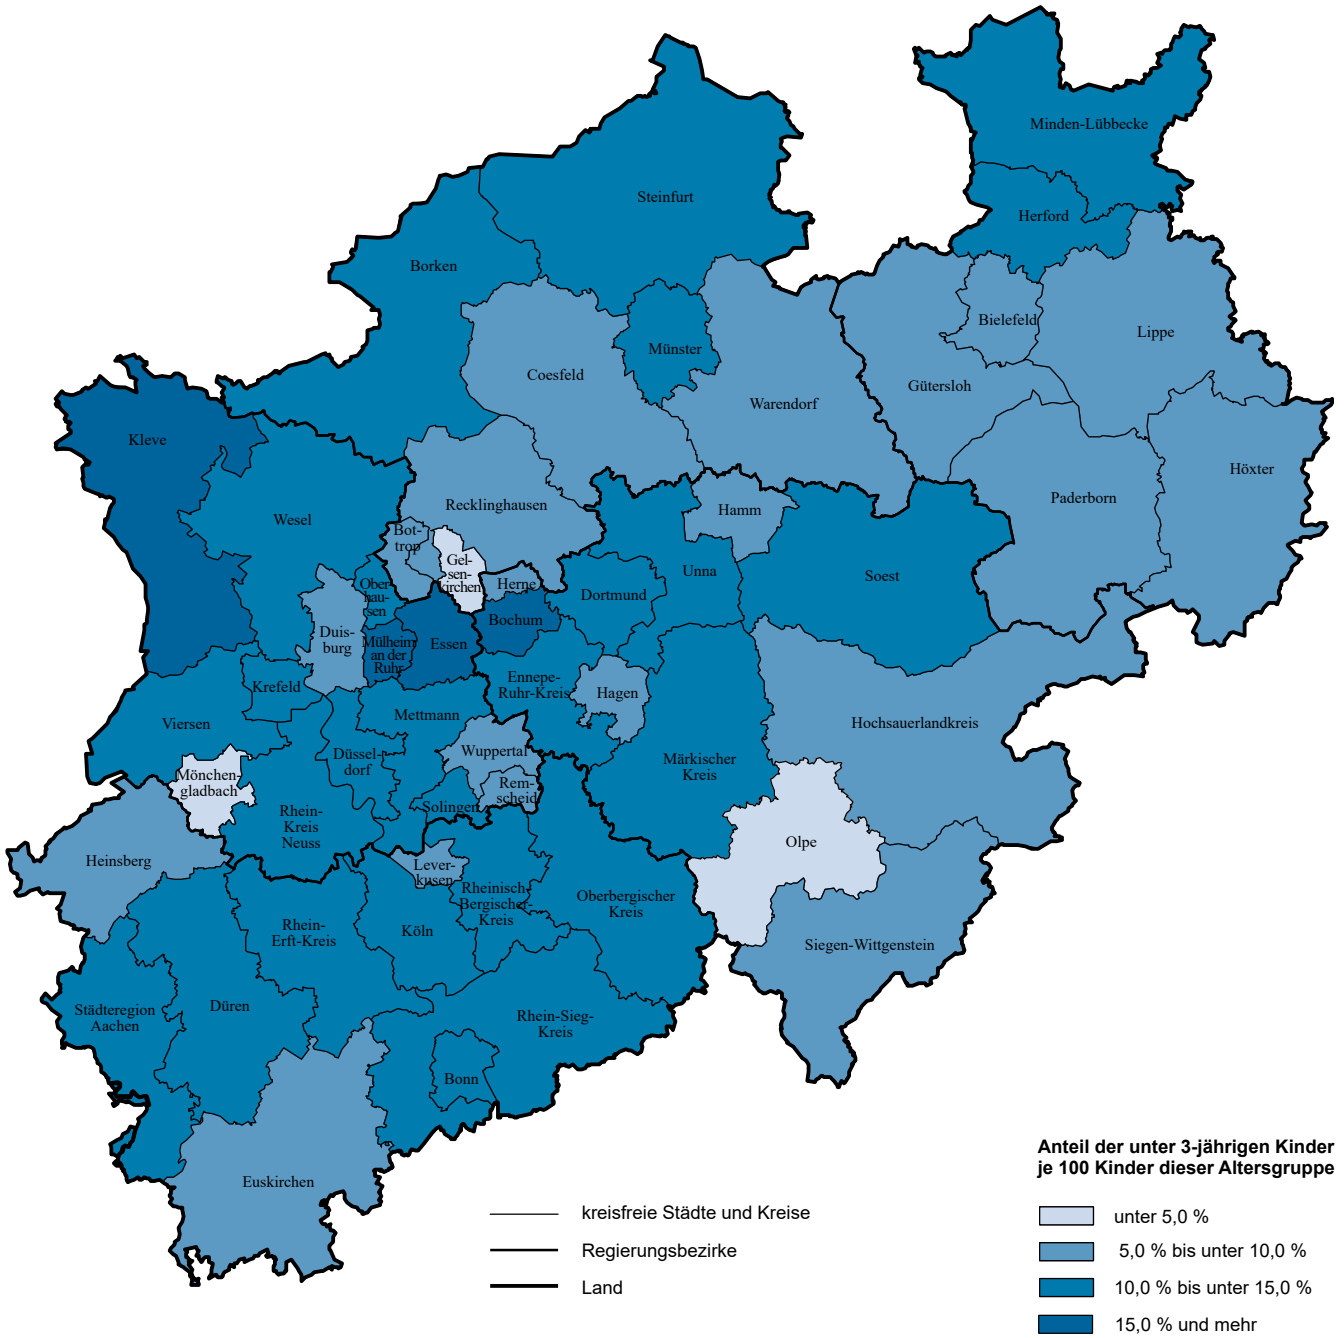 Minden-Lübbecke
Steinfurt
Herford
Borken
Bielefeld
Lippe
Münster
Coesfeld
Gütersloh
Warendorf
Kleve
Höxter
Paderborn
Recklinghausen
Hamm
Wesel
Bot-
trop
Gel-
sen-
kirchen
Unna
Soest
Herne
Ober-
hau-
sen
Dortmund
Bochum
Duis-
burg
Mülheim
an der
Ruhr
Essen
Krefeld
Ennepe-
Ruhr-Kreis
Hagen
Viersen
Mettmann
Hochsauerlandkreis
Düssel-
dorf
Wuppertal
Märkischer
Kreis
Mönchen-
gladbach
Rem-
scheid
Solingen
Rhein-
Kreis
Neuss
Olpe
Heinsberg
Lever-
kusen
Rheinisch-
Bergischer-
Kreis
Oberbergischer
Kreis
Rhein-
Erft-Kreis
Köln
Siegen-Wittgenstein
Städteregion
Aachen
Düren
Rhein-Sieg-
Kreis
Bonn
Euskirchen
Anteil der unter 3-jährigen Kinder
je 100 Kinder dieser Altersgruppe
unter 5,0 %
5,0 % bis unter 10,0 %
10,0 % bis unter 15,0 %
15,0 % und mehr
kreisfreie Städte und Kreise
Regierungsbezirke
Land